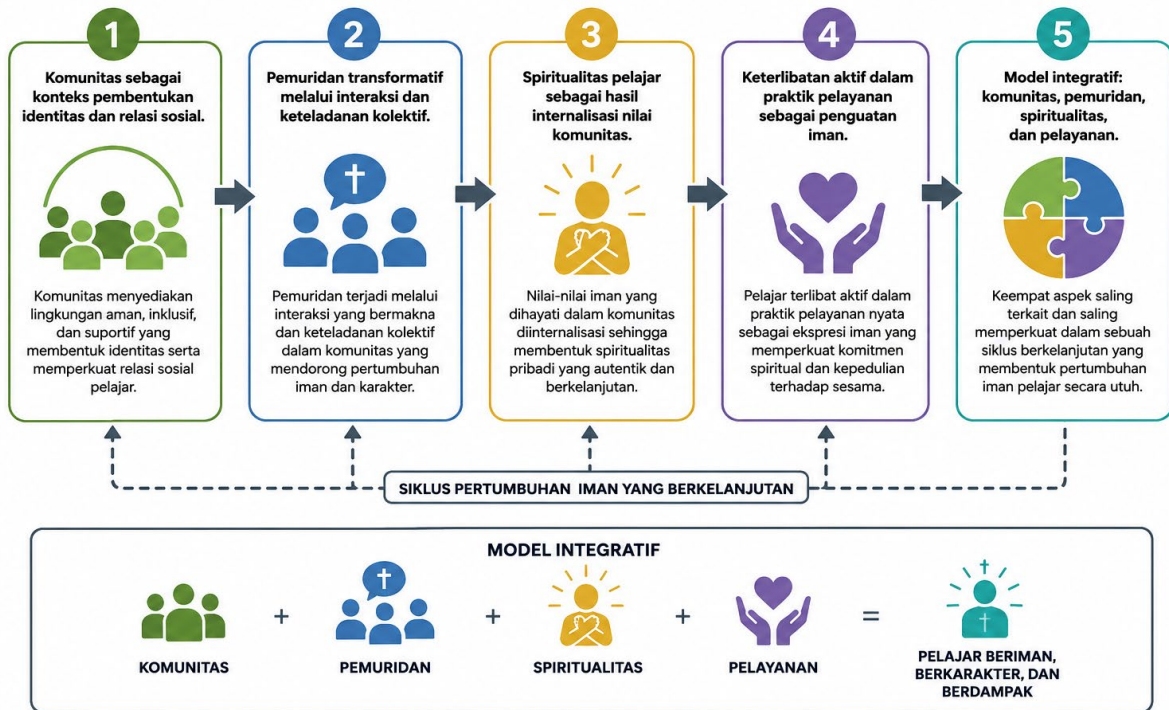 1
Komunitas sebagai
konteks pembentukan
identitas dan relasi sosial.
Komunitas menyediakan
lingkungan aman, inklusif,
dan suportif yang
membentuk identitas serta
memperkuat relasi sosial
pelajar.
2
Pemuridan transformatif
melalui interaksi dan
keteladanan kolektif.
Pemuridan terjadi melalui
interaksi yang bermakna
dan keteladanan kolektif
dalam komunitas yang
mendorong pertumbuhan
iman dan karakter.
3
Spiritualitas pelajar
sebagai hasil
internalisasi nilai
komunitas.
Nilai-nilai iman yang
dihayati dalam komunitas
diinternalisasi sehingga
membentuk spiritualitas
pribadi yang autentik dan
berkelanjutan.
4
Keterlibatan aktif dalam
praktik pelayanan
sebagai penguatan
iman.
Pelajar terlibat aktif dalam
praktik pelayanan nyata
sebagai ekspresi iman yang
memperkuat komitmen
spiritual dan kepedulian
terhadap sesama.
5
Model integratif:
komunitas, pemuridan,
spiritualitas,
dan pelayanan.
Keempat aspek saling
terkait dan saling
memperkuat dalam sebuah
siklus berkelanjutan yang
membentuk pertumbuhan
iman pelajar secara utuh.
SIKLUS PERTUMBUHAN IMAN YANG BERKELANJUTAN
MODEL INTEGRATIF
KOMUNITAS
+
PEMURIDAN
+
SPIRITUALITAS
+
PELAYANAN
=
PELAJAR BERIMAN,
BERKARAKTER, DAN
BERDAMPAK